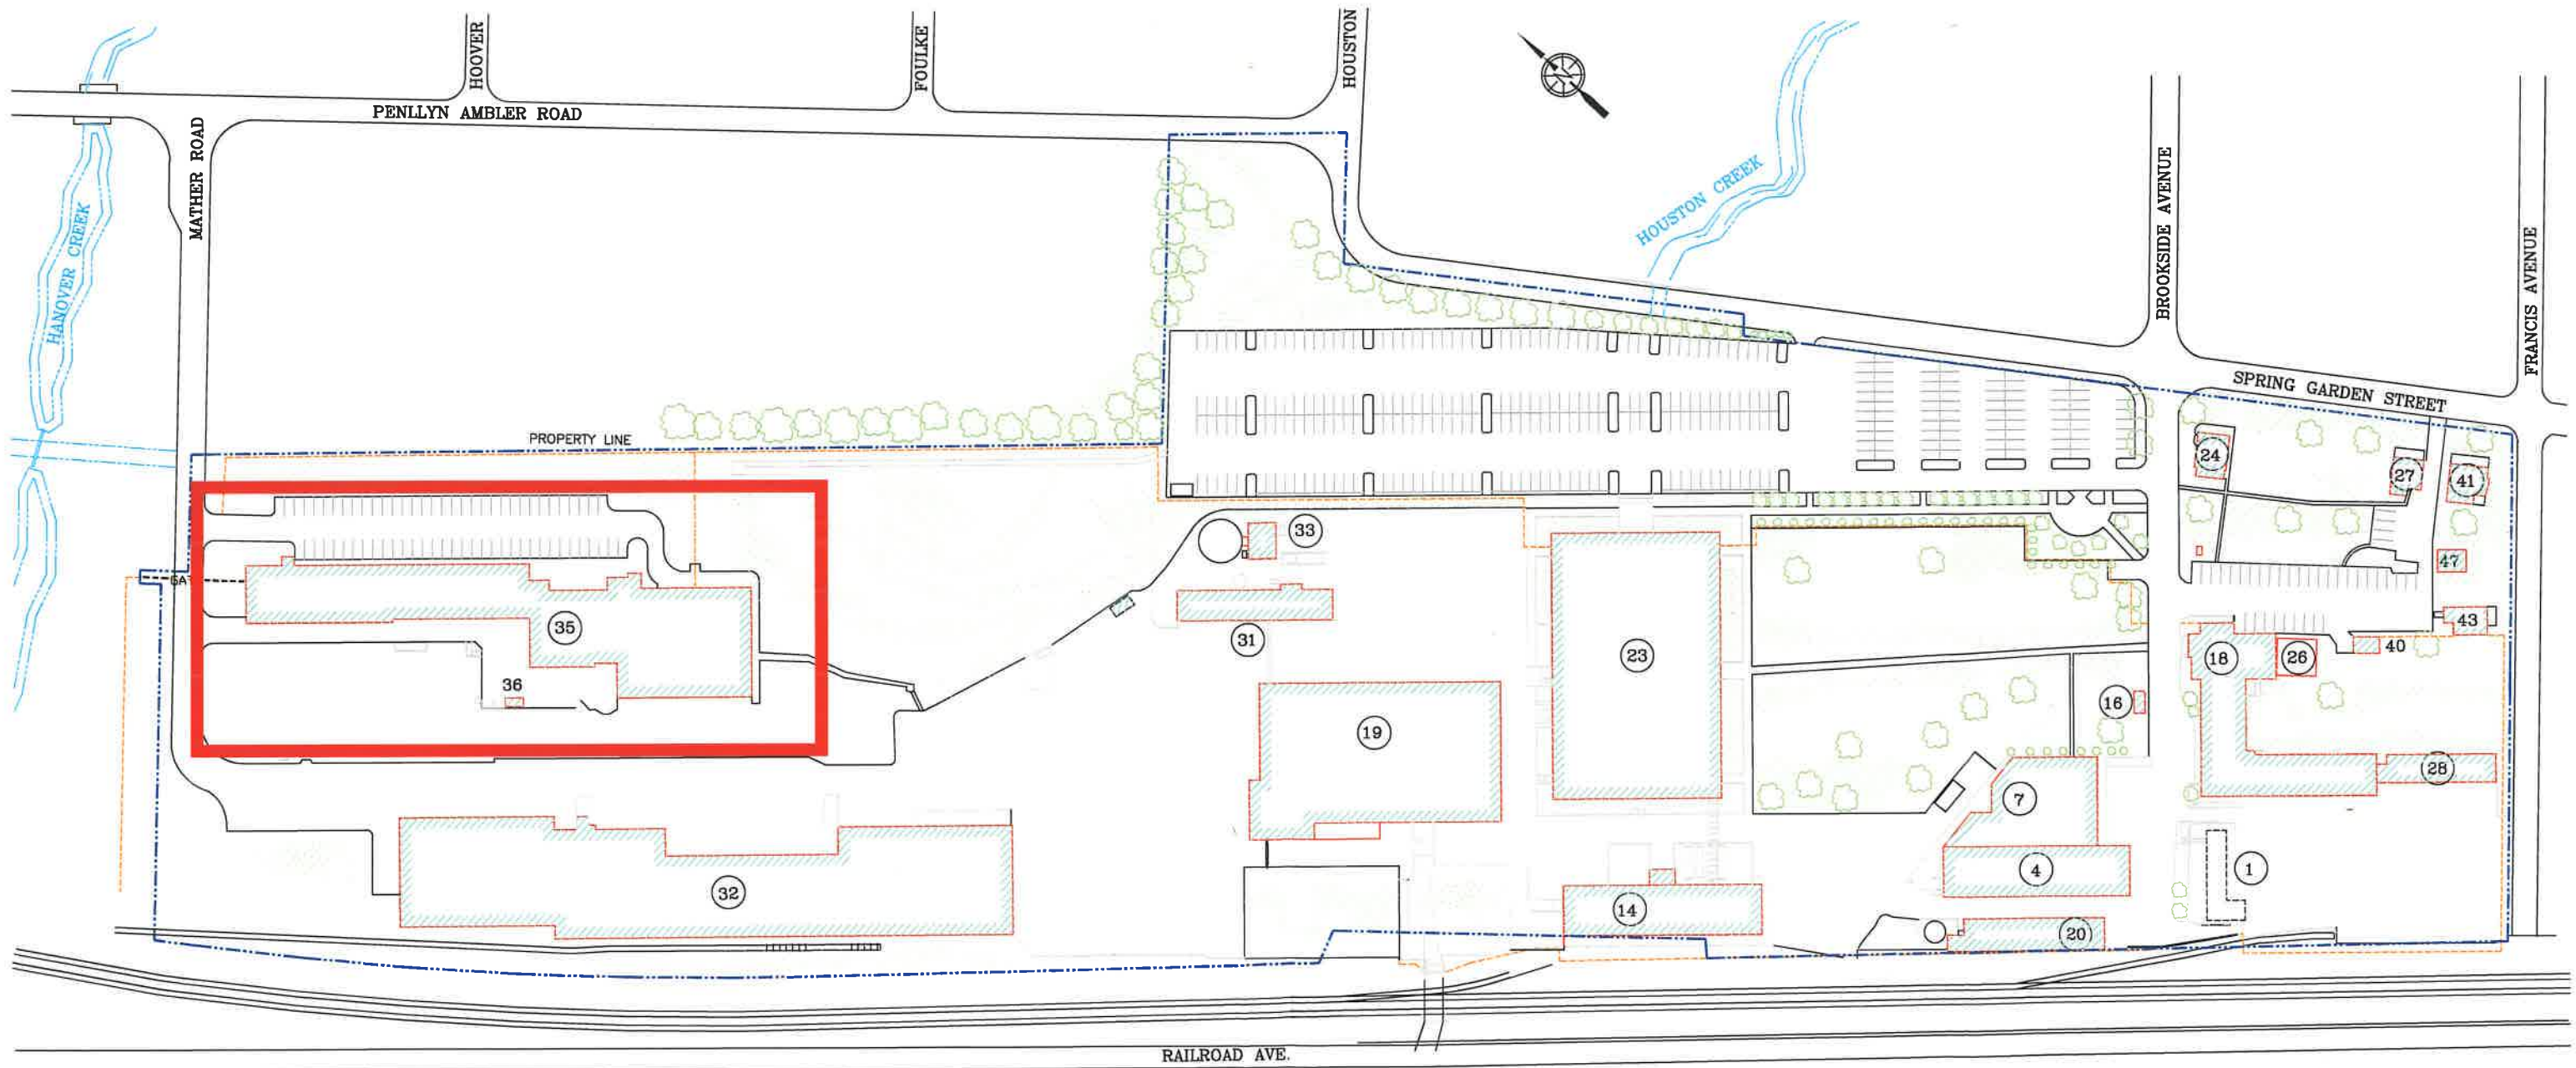 HOOVER
FOULKE
HOUSTON
PENLLYN AMBLER ROAD
MATHER ROAD
HANOVER CREEK
N
HOUSTON CREEK
BROOKSIDE AVENUE
FRANCIS AVENUE
SPRING GARDEN STREET
PROPERTY LINE
24
27
41
33
47
GAT
35
31
23
43
18
26
40
36
16
19
28
7
1
4
32
14
20
RAILROAD AVE.